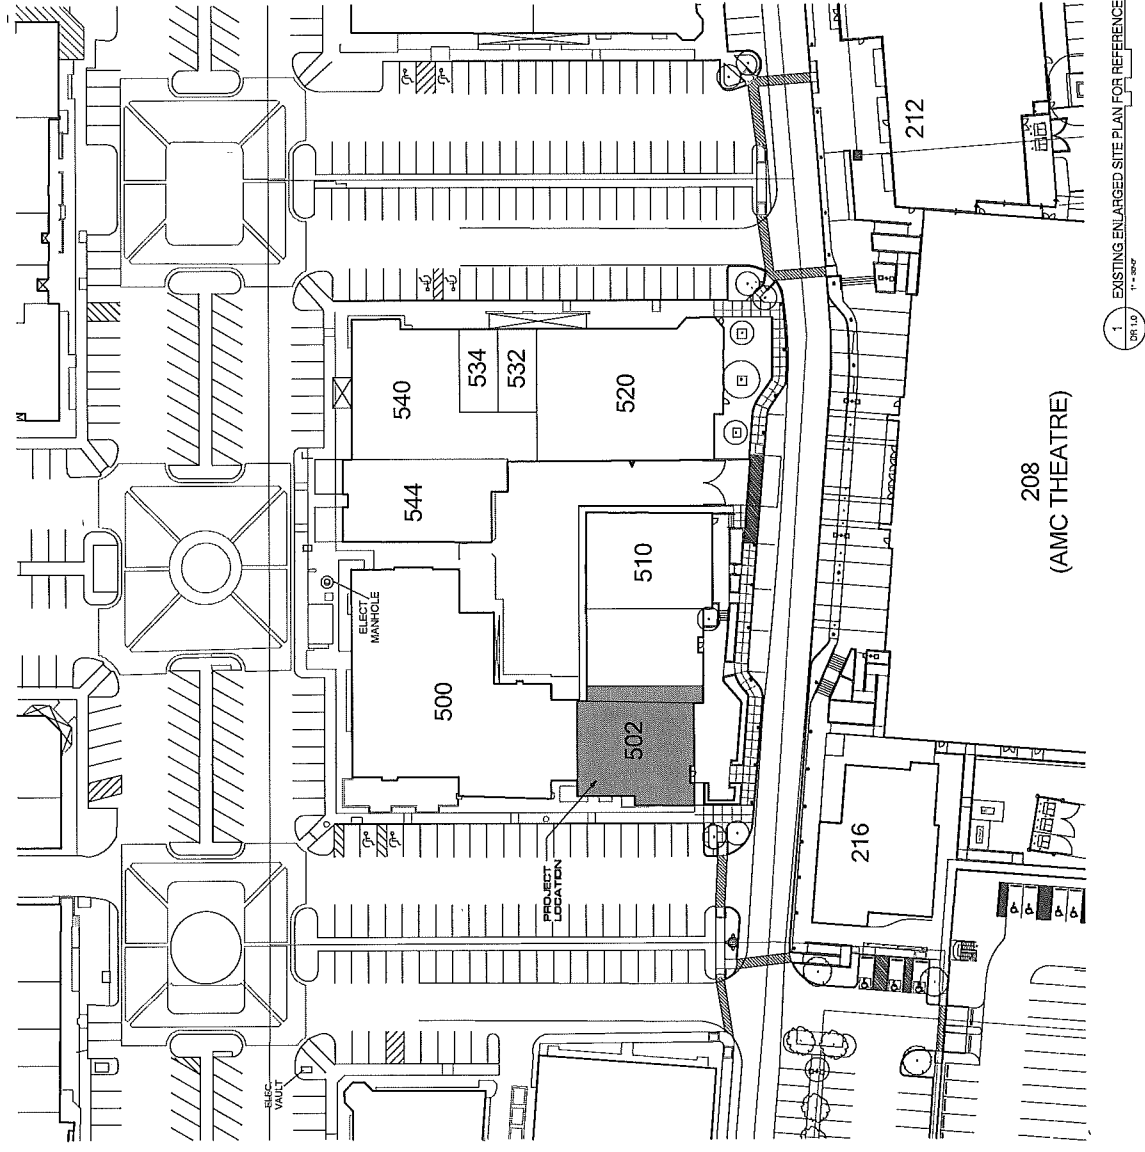 212
540
534
532
520
544
510
500
502
ELECT
MANHOLE
PROJECT
LOCATION
ELEC
VAULT
208
(AMC THEATRE)
216
1
DR 1.0
EXISTING ENLARGED SITE PLAN FOR REFERENCE